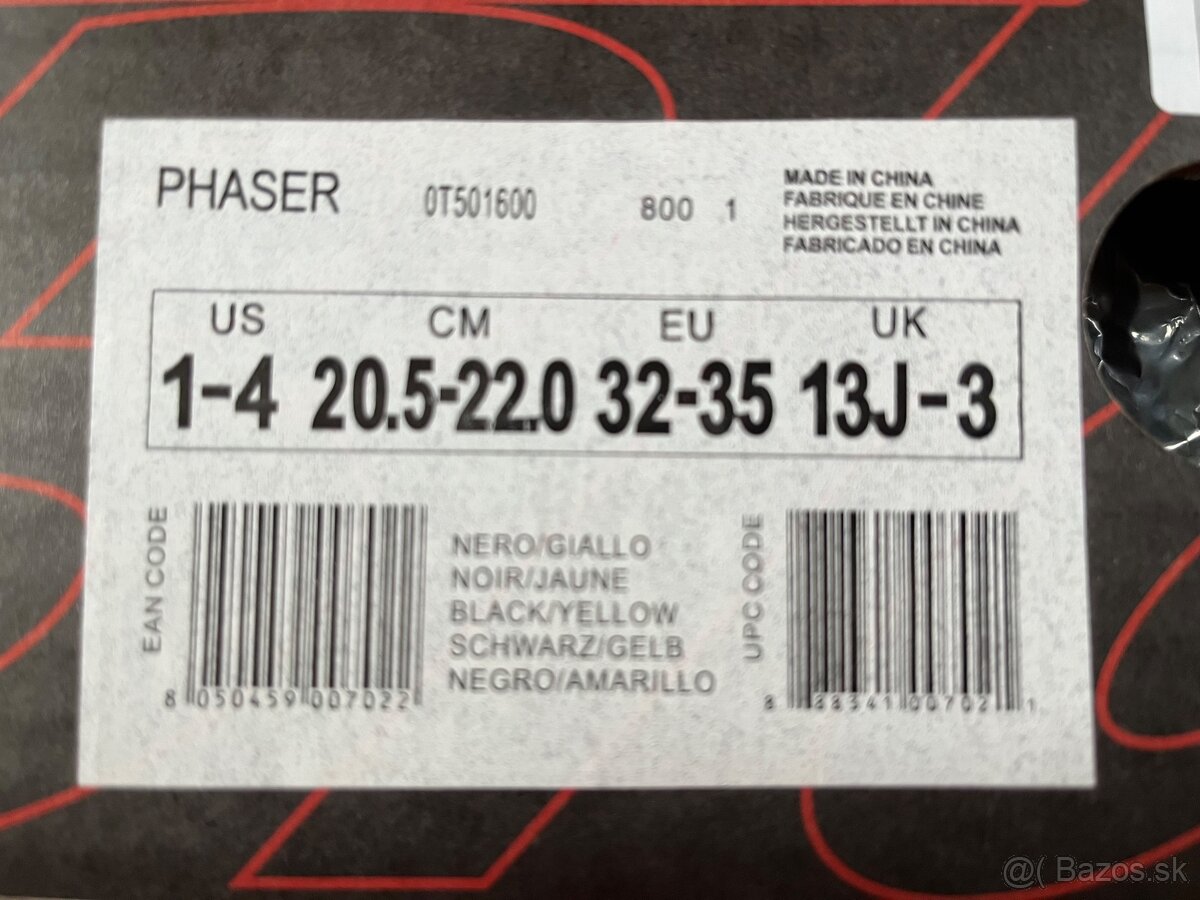 PHASER 0T501600 800 1
MADE IN CHINA
FABRIQUE EN CHINE
HERGESTELLT IN CHINA
FABRICADO EN CHINA
US CM EU UK
1-4 20.5-22.0 32-35 13J-3
EAN CODE
8 050459 007022
NERO/GIALLO
NOIR/JAUNE
BLACK/YELLOW
SCHWARZ/GELB
NEGRO/AMARILLO
UPC CODE
@( Bazos.sk